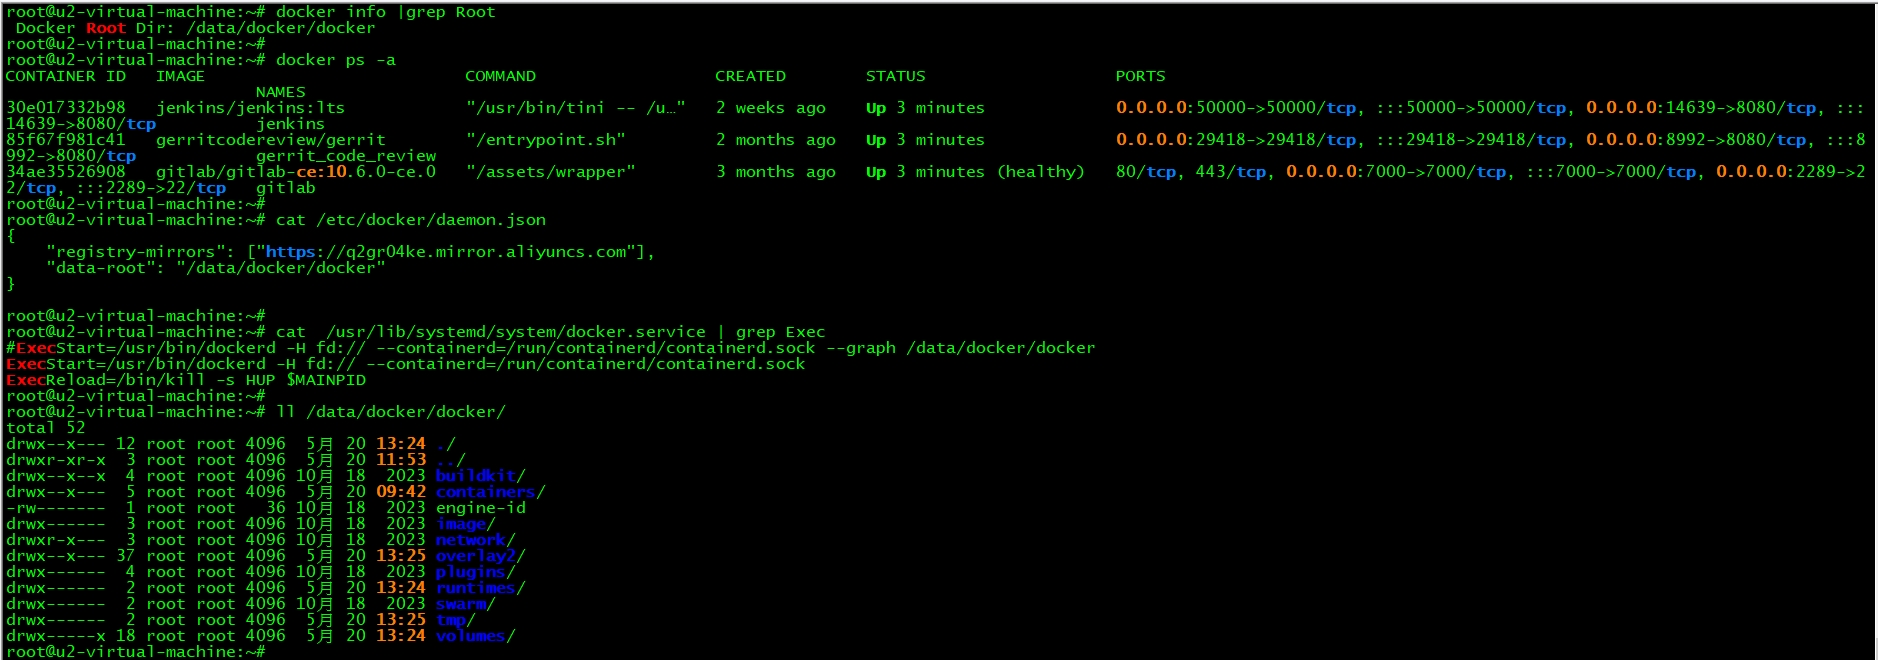 root@u2-virtual-machine:~# docker info |grep Root
 Docker Root Dir: /data/docker/docker
root@u2-virtual-machine:~#
root@u2-virtual-machine:~# docker ps -a
CONTAINER ID   IMAGE                          COMMAND                  CREATED        STATUS                   PORTS
                         NAMES
30e017332b98   jenkins/jenkins:lts            "/usr/bin/tini -- /u…"   2 weeks ago    Up 3 minutes             0.0.0.0:50000->50000/tcp, :::50000->50000/tcp, 0.0.0.0:14639->8080/tcp, :::
14639->8080/tcp          jenkins
85f67f981c41   gerritcodereview/gerrit        "/entrypoint.sh"         2 months ago   Up 3 minutes             0.0.0.0:29418->29418/tcp, :::29418->29418/tcp, 0.0.0.0:8992->8080/tcp, :::8
992->8080/tcp            gerrit_code_review
34ae35526908   gitlab/gitlab-ce:10.6.0-ce.0   "/assets/wrapper"        3 months ago   Up 3 minutes (healthy)   80/tcp, 443/tcp, 0.0.0.0:7000->7000/tcp, :::7000->7000/tcp, 0.0.0.0:2289->2
2/tcp, :::2289->22/tcp   gitlab
root@u2-virtual-machine:~#
root@u2-virtual-machine:~# cat /etc/docker/daemon.json
{
    "registry-mirrors": ["https://q2gr04ke.mirror.aliyuncs.com"],
    "data-root": "/data/docker/docker"
}
root@u2-virtual-machine:~#
root@u2-virtual-machine:~# cat  /usr/lib/systemd/system/docker.service | grep Exec
#ExecStart=/usr/bin/dockerd -H fd:// --containerd=/run/containerd/containerd.sock --graph /data/docker/docker
ExecStart=/usr/bin/dockerd -H fd:// --containerd=/run/containerd/containerd.sock
ExecReload=/bin/kill -s HUP $MAINPID
root@u2-virtual-machine:~#
root@u2-virtual-machine:~# ll /data/docker/docker/
total 52
drwx--x--- 12 root root 4096  5月 20 13:24 ./
drwxr-xr-x  3 root root 4096  5月 20 11:53 ../
drwx--x--x  4 root root 4096 10月 18  2023 buildkit/
drwx--x---  5 root root 4096  5月 20 09:42 containers/
-rw-------  1 root root   36 10月 18  2023 engine-id
drwx------  3 root root 4096 10月 18  2023 image/
drwxr-x---  3 root root 4096 10月 18  2023 network/
drwx--x--- 37 root root 4096  5月 20 13:25 overlay2/
drwx------  4 root root 4096 10月 18  2023 plugins/
drwx------  2 root root 4096  5月 20 13:24 runtimes/
drwx------  2 root root 4096 10月 18  2023 swarm/
drwx------  2 root root 4096  5月 20 13:25 tmp/
drwx-----x 18 root root 4096  5月 20 13:24 volumes/
root@u2-virtual-machine:~#